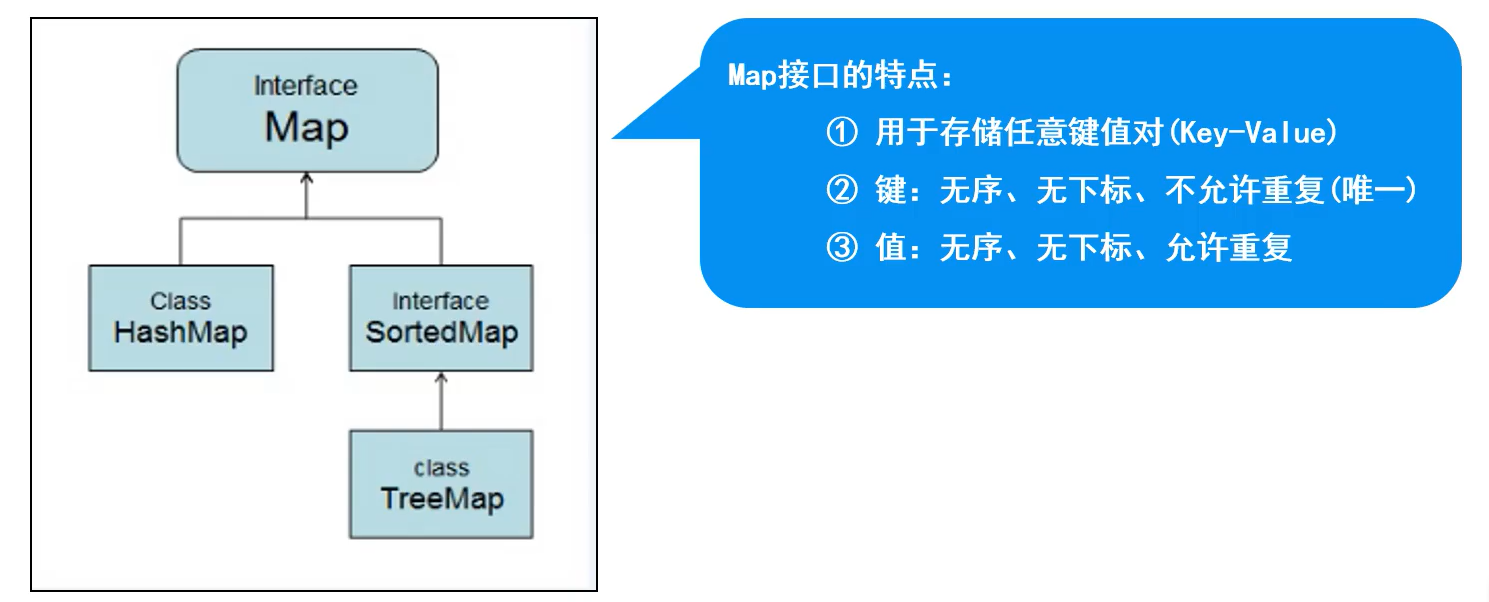 Interface
Map
Class
HashMap
Interface
SortedMap
class
TreeMap
Map接口的特点：
① 用于存储任意键值对(Key-Value)
② 键：无序、无下标、不允许重复(唯一)
③ 值：无序、无下标、允许重复